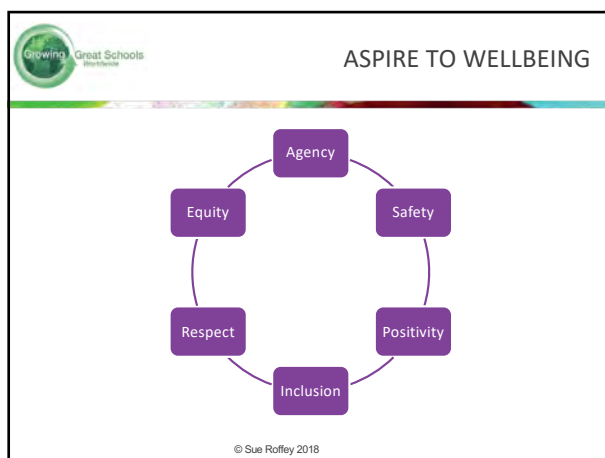 Growing Great Schools
Worldwide
ASPIRE TO WELLBEING
Agency
Safety
Positivity
Inclusion
Respect
Equity
© Sue Roffey 2018